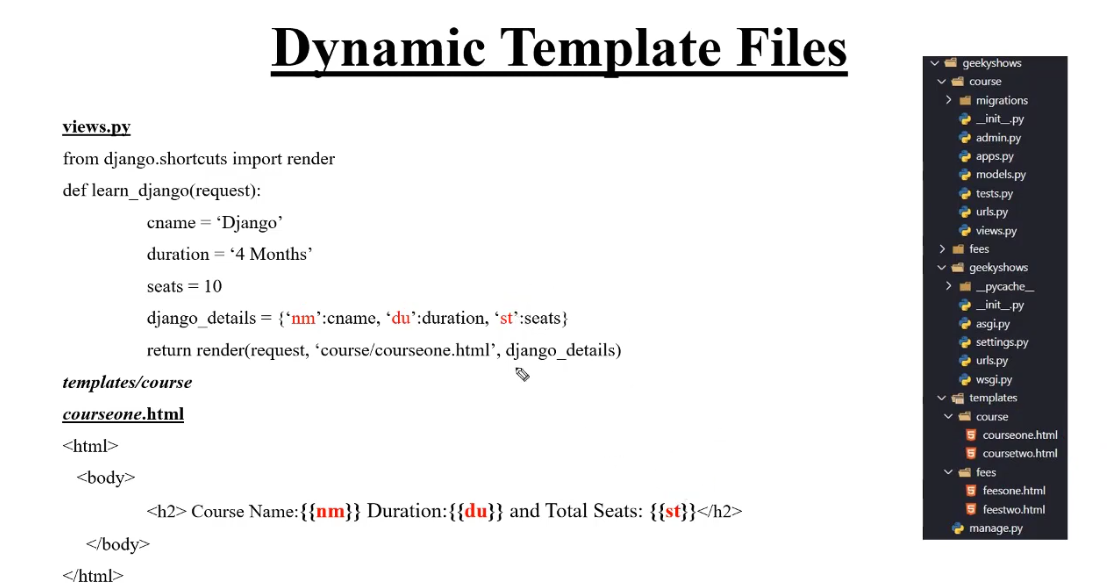 Dynamic Template Files
views.py
from django.shortcuts import render
def learn_django(request):
cname = ‘Django’
duration = ‘4 Months’
seats = 10
django_details = {‘nm’:cname, ‘du’:duration, ‘st’:seats}
return render(request, ‘course/courseone.html’, django_details)
templates/course
courseone.html
<html>
<body>
<h2> Course Name:{{nm}} Duration:{{du}} and Total Seats: {{st}}</h2>
</body>
</html>
geekyshows
course
migrations
__init__.py
admin.py
apps.py
models.py
tests.py
urls.py
views.py
fees
geekyshows
__pycache__
__init__.py
asgi.py
settings.py
urls.py
wsgi.py
templates
course
courseone.html
coursetwo.html
fees
feesone.html
feestwo.html
manage.py